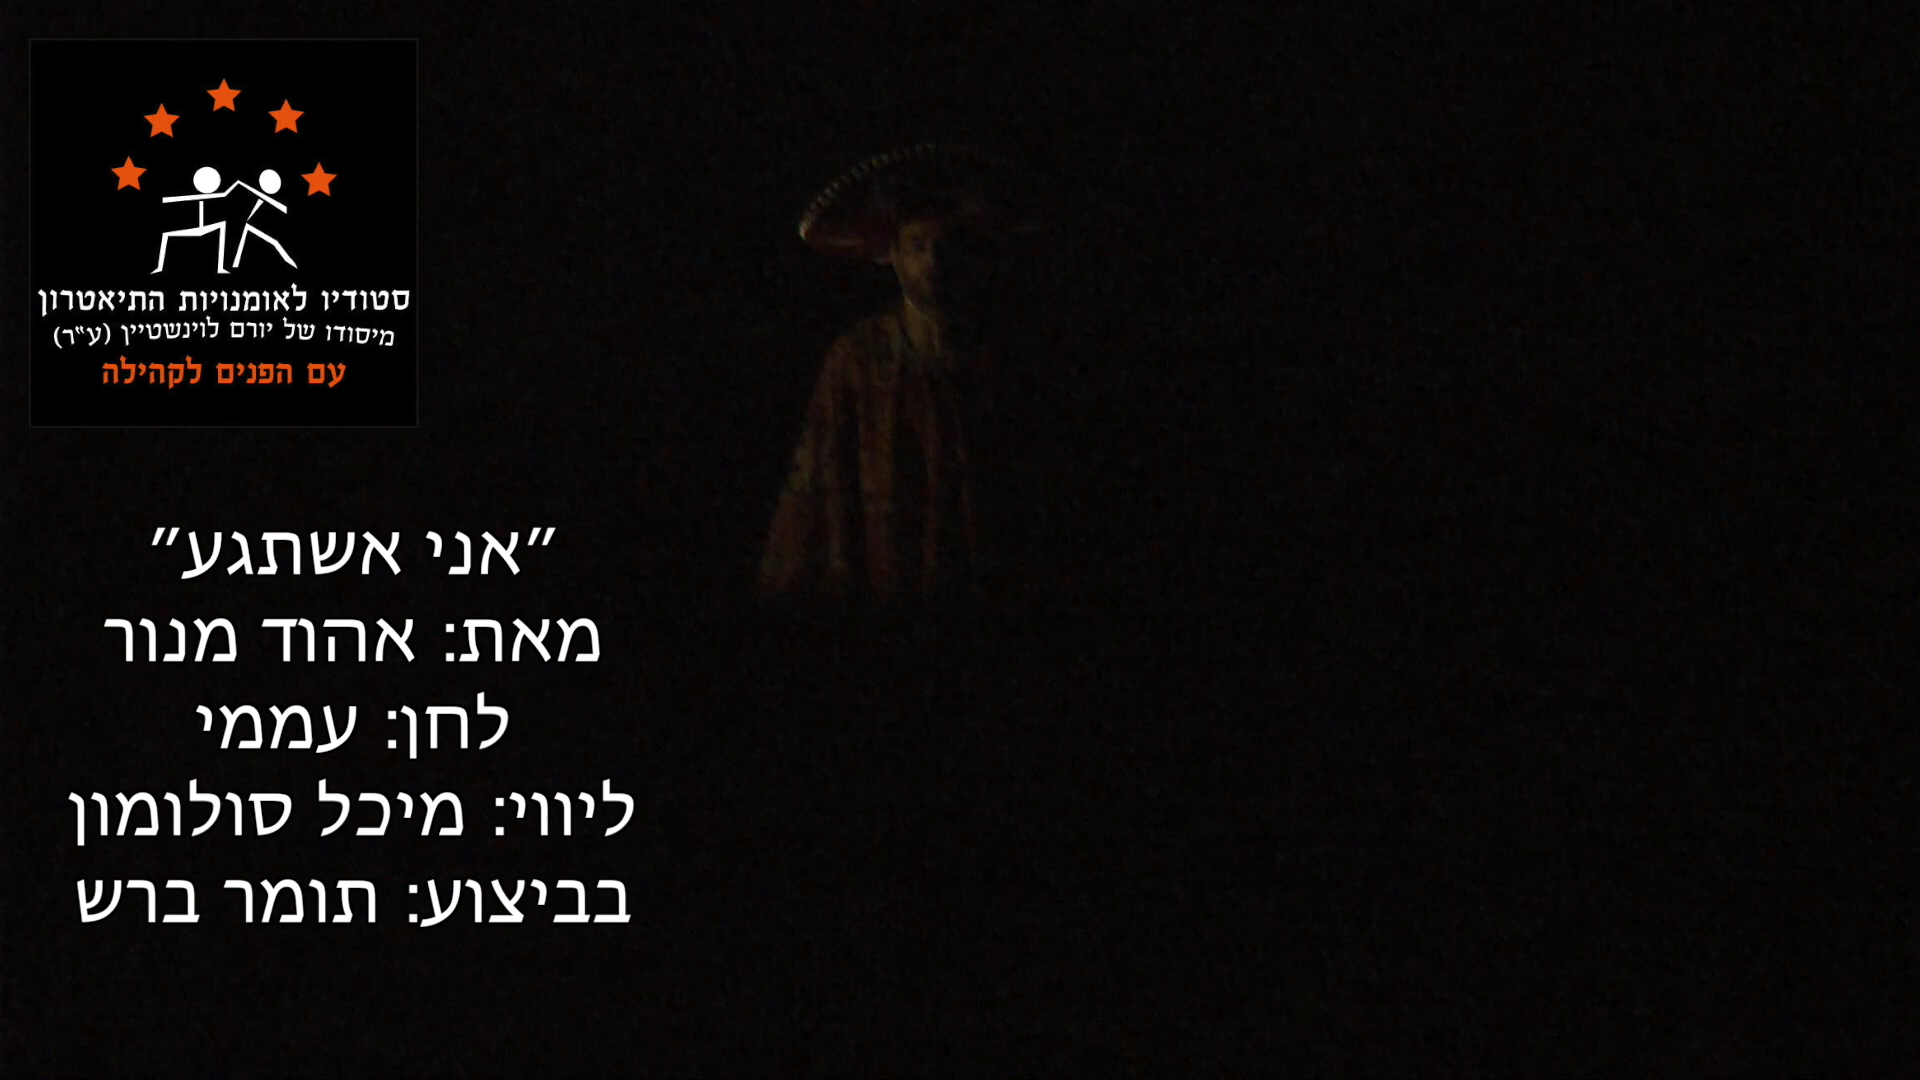 סטודיו לאומנויות התיאטרון
מיסודו של יורם לוינשטיין (ע"ר)
עם הפנים לקהילה
"אני אשתגע"
מאת: אהוד מנור
לחן: עממי
ליווי: מיכל סולומון
בביצוע: תומר ברש